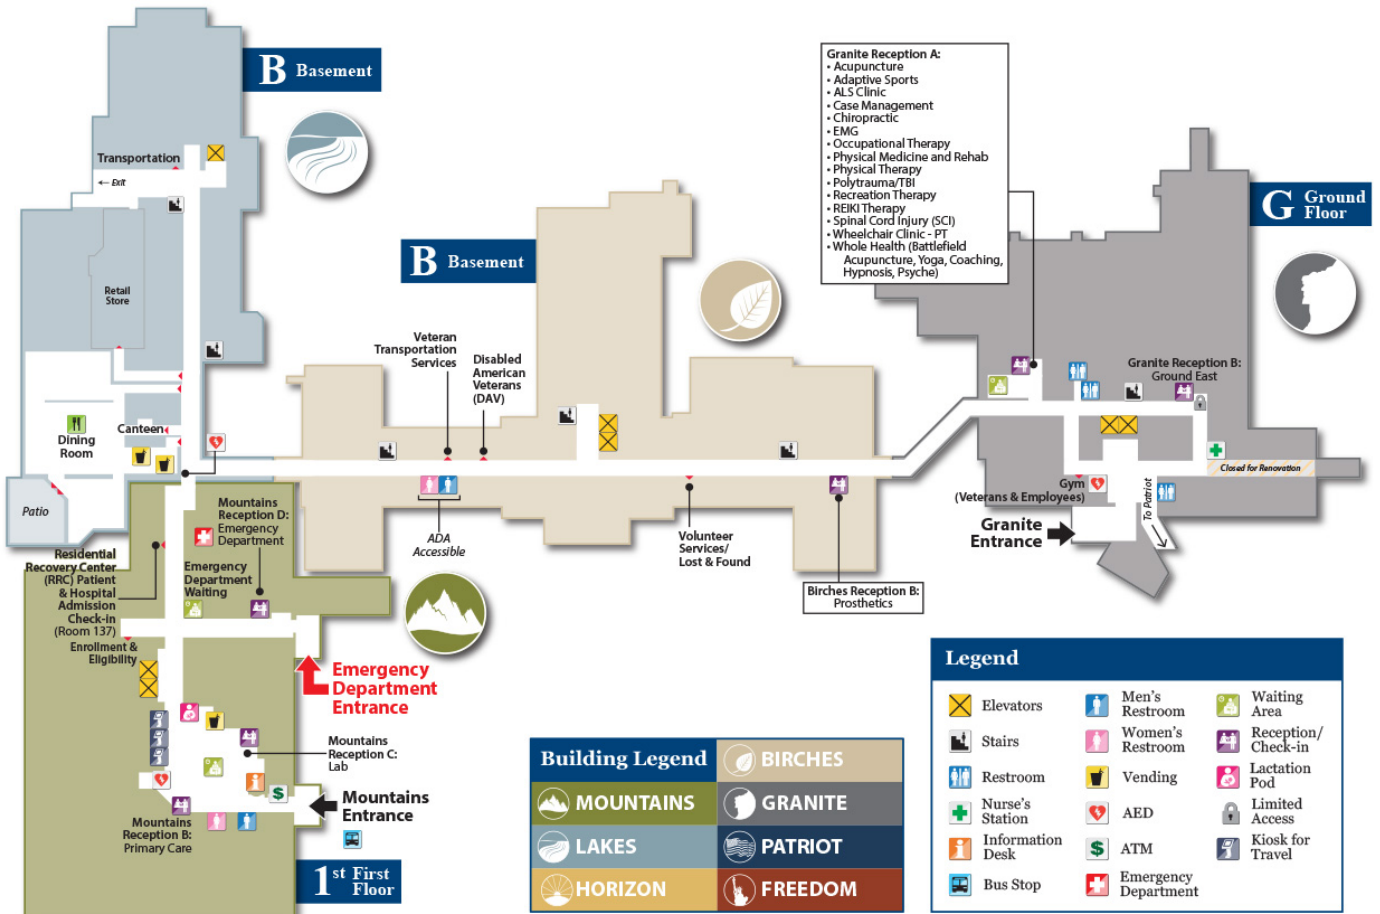 B Basement
Transportation
← Exit
Retail
Store
Canteen
Dining
Room
Patio
B Basement
Veteran
Transportation
Services
Disabled
American
Veterans
(DAV)
ADA
Accessible
Volunteer
Services/
Lost & Found
Birches Reception B:
Prosthetics
Granite Reception A:
• Acupuncture
• Adaptive Sports
• ALS Clinic
• Case Management
• Chiropractic
• EMG
• Occupational Therapy
• Physical Medicine and Rehab
• Physical Therapy
• Polytrauma/TBI
• Recreation Therapy
• REIKI Therapy
• Spinal Cord Injury (SCI)
• Wheelchair Clinic - PT
• Whole Health (Battlefield
Acupuncture, Yoga, Coaching,
Hypnosis, Psyche)
G Ground
Floor
Granite Reception B:
Ground East
Closed for Renovation
Gym
(Veterans & Employees)
To Patriot
Granite
Entrance
Mountains
Reception D:
Emergency
Department
Residential
Recovery Center
(RRC) Patient
& Hospital
Admission
Check-in
(Room 137)
Emergency
Department
Waiting
Enrollment &
Eligibility
Emergency
Department
Entrance
Mountains
Reception C:
Lab
$
Mountains
Entrance
Mountains
Reception B:
Primary Care
1st First
Floor
Building Legend
BIRCHES
MOUNTAINS
GRANITE
LAKES
PATRIOT
HORIZON
FREEDOM
Legend
Elevators
Men's
Restroom
Waiting
Area
Stairs
Women's
Restroom
Reception/
Check-in
Restroom
Vending
Lactation
Pod
Nurse's
Station
AED
Limited
Access
Information
Desk
$ ATM
Kiosk for
Travel
Bus Stop
Emergency
Department